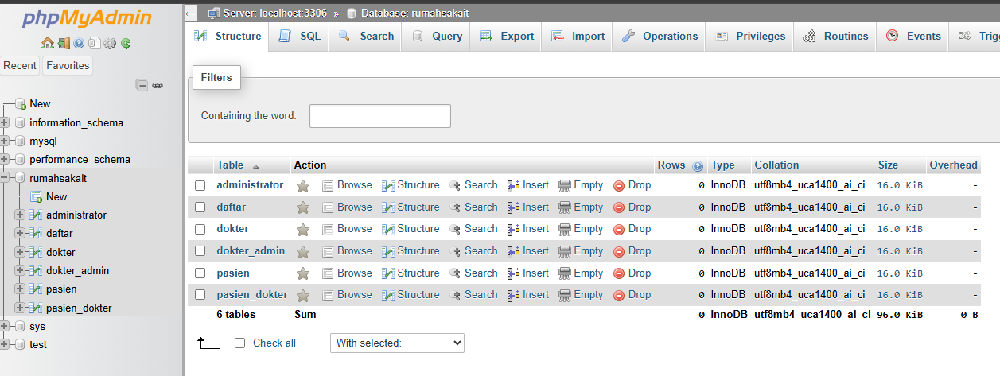 phpMyAdmin
Recent Favorites
New
information_schema
mysql
performance_schema
rumahsakait
New
administrator
daftar
dokter
dokter_admin
pasien
pasien_dokter
sys
test
Server: localhost:3306 » Database: rumahsakait
Structure SQL Search Query Export Import Operations Privileges Routines Events Trig
Filters
Containing the word:
Table Action Rows Type Collation Size Overhead
administrator Browse Structure Search Insert Empty Drop 0 InnoDB utf8mb4_uca1400_ai_ci 16.0 KiB -
daftar Browse Structure Search Insert Empty Drop 0 InnoDB utf8mb4_uca1400_ai_ci 16.0 KiB -
dokter Browse Structure Search Insert Empty Drop 0 InnoDB utf8mb4_uca1400_ai_ci 16.0 KiB -
dokter_admin Browse Structure Search Insert Empty Drop 0 InnoDB utf8mb4_uca1400_ai_ci 16.0 KiB -
pasien Browse Structure Search Insert Empty Drop 0 InnoDB utf8mb4_uca1400_ai_ci 16.0 KiB -
pasien_dokter Browse Structure Search Insert Empty Drop 0 InnoDB utf8mb4_uca1400_ai_ci 16.0 KiB -
6 tables Sum 0 InnoDB utf8mb4_uca1400_ai_ci 96.0 KiB 0 B
Check all With selected: